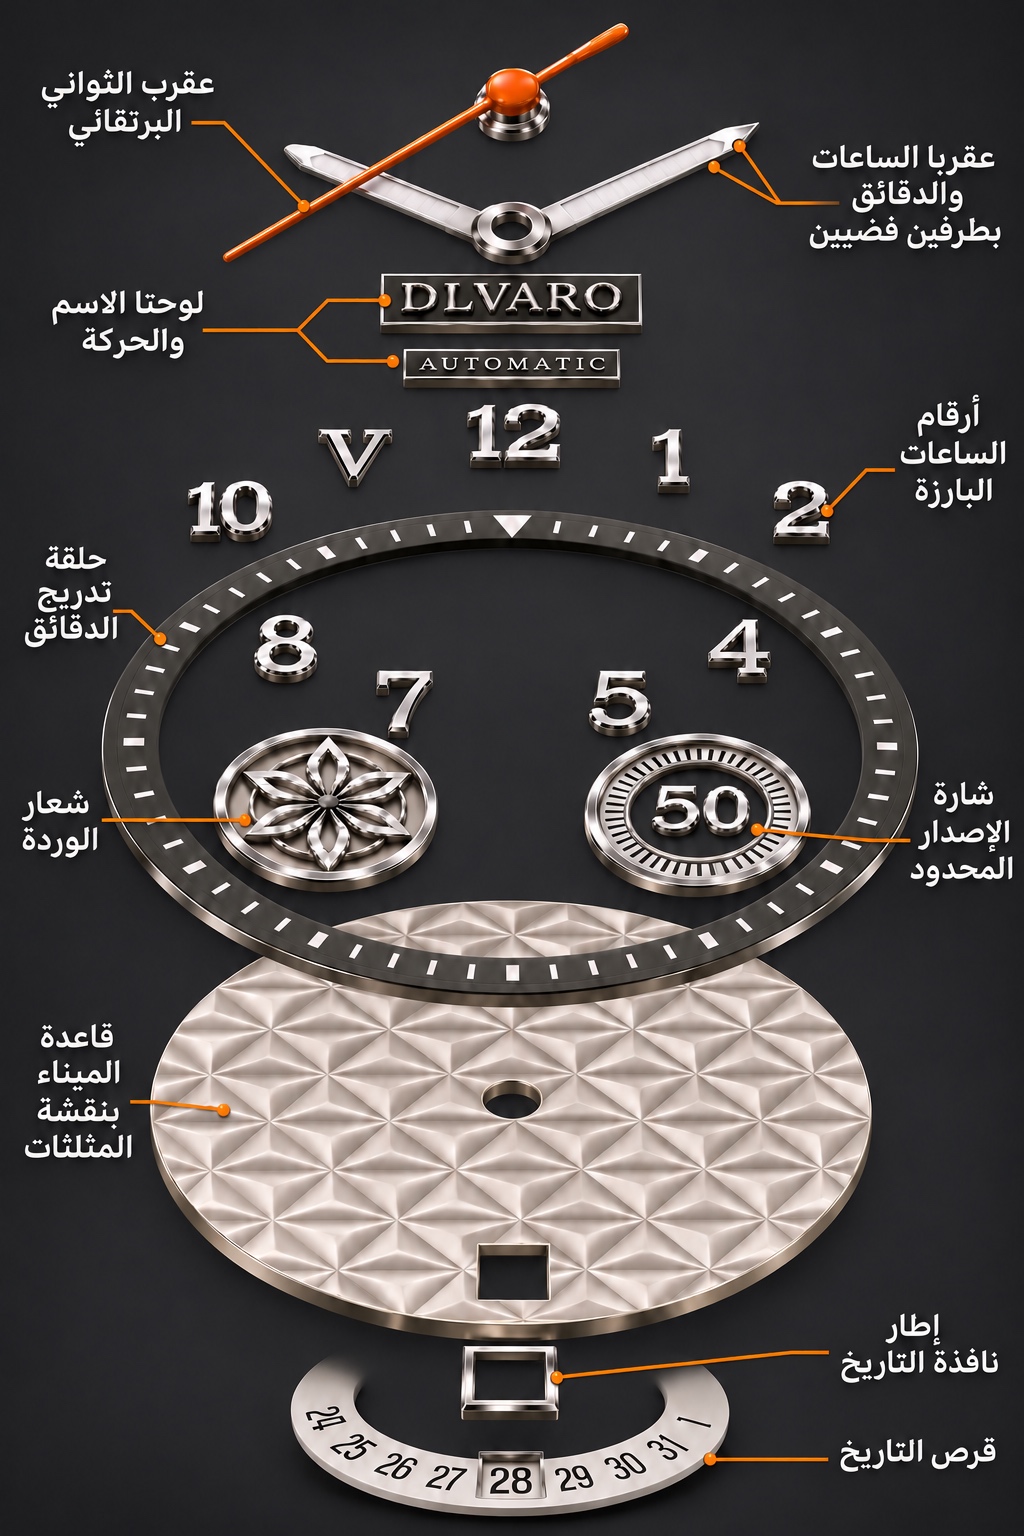 عقرب الثواني
البرتقائي
عقربا الساعات
والدقائق
بطرفين فضيين
DLVARO
لوحتا الاسم
والحركة
AUTOMATIC
أرقام
الساعات
البارزة
10
V
12
1
2
حلقة
تدريج
الدقائق
8
4
7
5
شعار
الوردة
50
شارة
الإصدار
المحدود
قاعدة
الميناء
بنقشة
المثلثات
إطار
نافذة التاريخ
25 26 27 28 29 30 31 1
قرص التاريخ